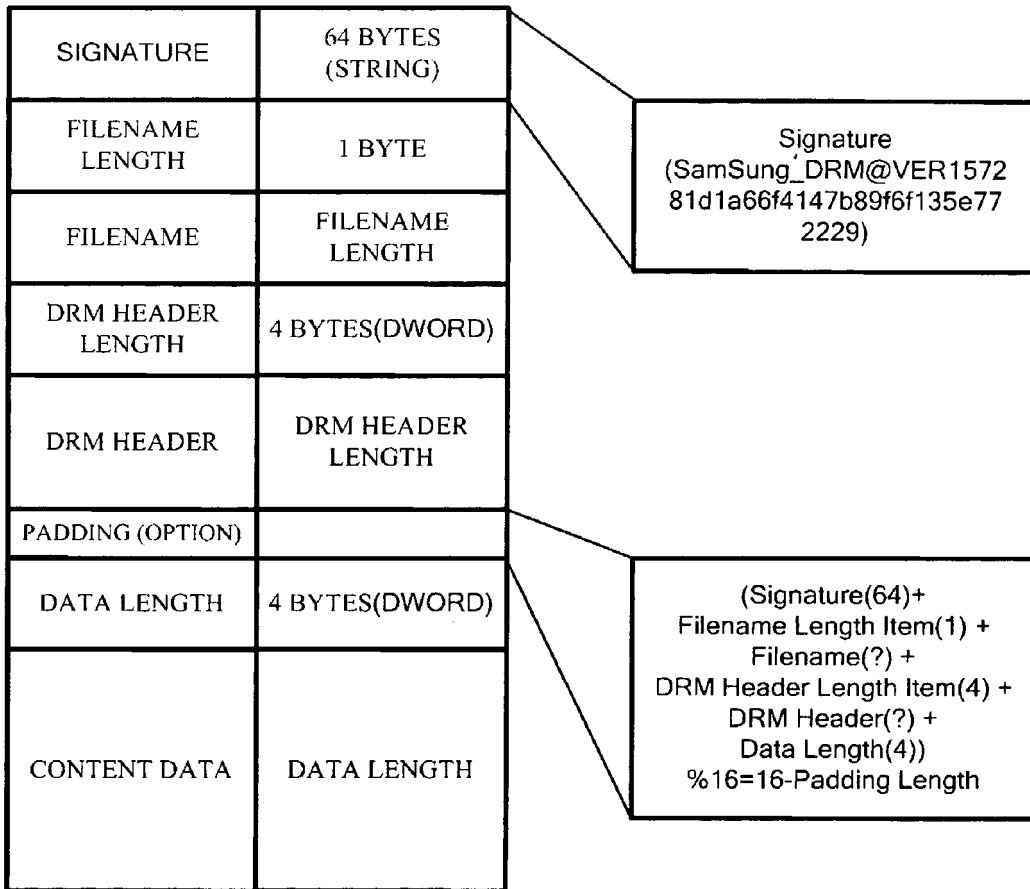 SIGNATURE
64 BYTES
(STRING)
FILENAME
LENGTH
1 BYTE
FILENAME
FILENAME
LENGTH
DRM HEADER
LENGTH
4 BYTES(DWORD)
DRM HEADER
DRM HEADER
LENGTH
PADDING (OPTION)
DATA LENGTH
4 BYTES(DWORD)
CONTENT DATA
DATA LENGTH
Signature
(SamSung_DRM@VER1572
81d1a66f4147b89f6f135e77
2229)
(Signature(64)+
Filename Length Item(1) +
Filename(?) +
DRM Header Length Item(4) +
DRM Header(?) +
Data Length(4))
%16=16-Padding Length